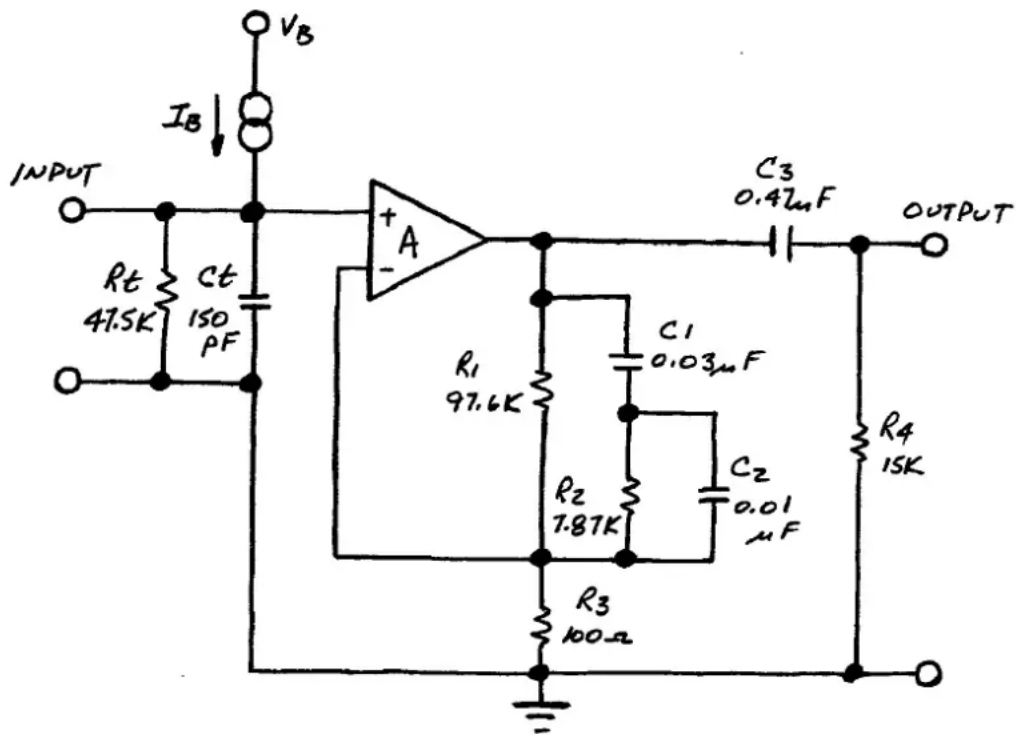 VB
IB
INPUT
C3
0.47μF
OUTPUT
+
A
-
Rt
47.5K
Ct
150
pF
C1
0.03μF
R1
97.6K
R4
15K
C2
0.01
μF
R2
7.87K
R3
100Ω